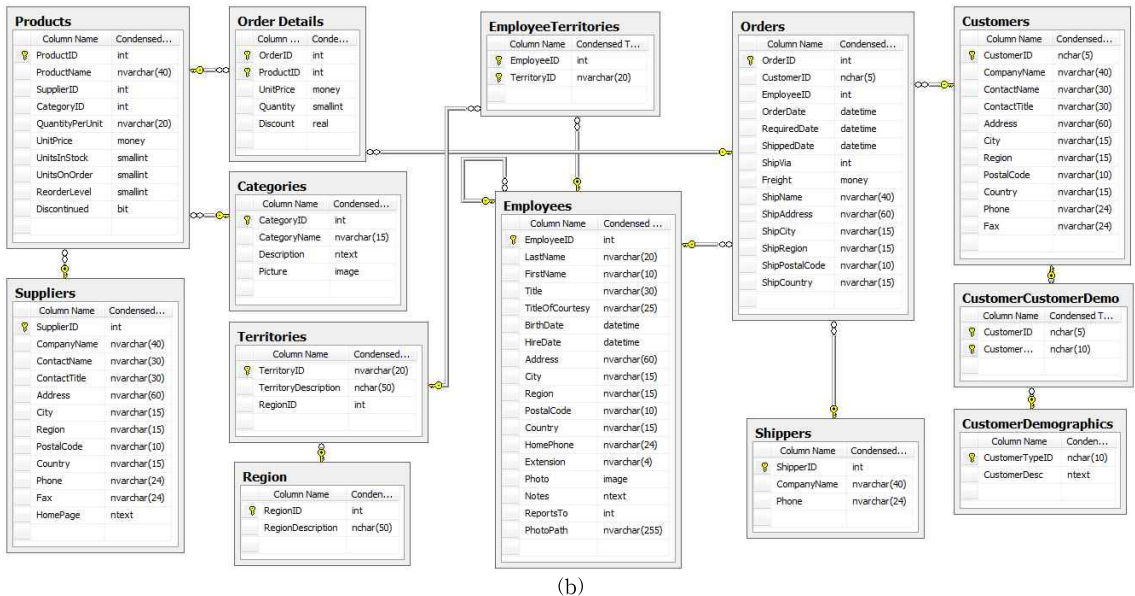 Products
Column Name Condensed...
ProductID int
ProductName nvarchar(40)
SupplierID int
CategoryID int
QuantityPerUnit nvarchar(20)
UnitPrice money
UnitsInStock smallint
UnitsOnOrder smallint
ReorderLevel smallint
Discontinued bit
Order Details
Column ... Conde...
OrderID int
ProductID int
UnitPrice money
Quantity smallint
Discount real
EmployeeTerritories
Column Name Condensed T...
EmployeeID int
TerritoryID nvarchar(20)
Orders
Column Name Condensed...
OrderID int
CustomerID nchar(5)
EmployeeID int
OrderDate datetime
RequiredDate datetime
ShippedDate datetime
ShipVia int
Freight money
ShipName nvarchar(40)
ShipAddress nvarchar(60)
ShipCity nvarchar(15)
ShipRegion nvarchar(15)
ShipPostalCode nvarchar(10)
ShipCountry nvarchar(15)
Customers
Column Name Condensed...
CustomerID nchar(5)
CompanyName nvarchar(40)
ContactName nvarchar(30)
ContactTitle nvarchar(30)
Address nvarchar(60)
City nvarchar(15)
Region nvarchar(15)
PostalCode nvarchar(10)
Country nvarchar(15)
Phone nvarchar(24)
Fax nvarchar(24)
Categories
Column Name Condensed...
CategoryID int
CategoryName nvarchar(15)
Description ntext
Picture image
Employees
Column Name Condensed ...
EmployeeID int
LastName nvarchar(20)
FirstName nvarchar(10)
Title nvarchar(30)
TitleOfCourtesy nvarchar(25)
BirthDate datetime
HireDate datetime
Address nvarchar(60)
City nvarchar(15)
Region nvarchar(15)
PostalCode nvarchar(10)
Country nvarchar(15)
HomePhone nvarchar(24)
Extension nvarchar(4)
Photo image
Notes ntext
ReportsTo int
PhotoPath nvarchar(255)
Suppliers
Column Name Condensed...
SupplierID int
CompanyName nvarchar(40)
ContactName nvarchar(30)
ContactTitle nvarchar(30)
Address nvarchar(60)
City nvarchar(15)
Region nvarchar(15)
PostalCode nvarchar(10)
Country nvarchar(15)
Phone nvarchar(24)
Fax nvarchar(24)
HomePage ntext
Territories
Column Name Condensed...
TerritoryID nvarchar(20)
TerritoryDescription nchar(50)
RegionID int
Region
Column Name Conden...
RegionID int
RegionDescription nchar(50)
CustomerCustomerDemo
Column Name Condensed T...
CustomerID nchar(5)
Customer... nchar(10)
CustomerDemographics
Column Name Conden...
CustomerTypeID nchar(10)
CustomerDesc ntext
Shippers
Column Name Condensed...
ShipperID int
CompanyName nvarchar(40)
Phone nvarchar(24)
(b)